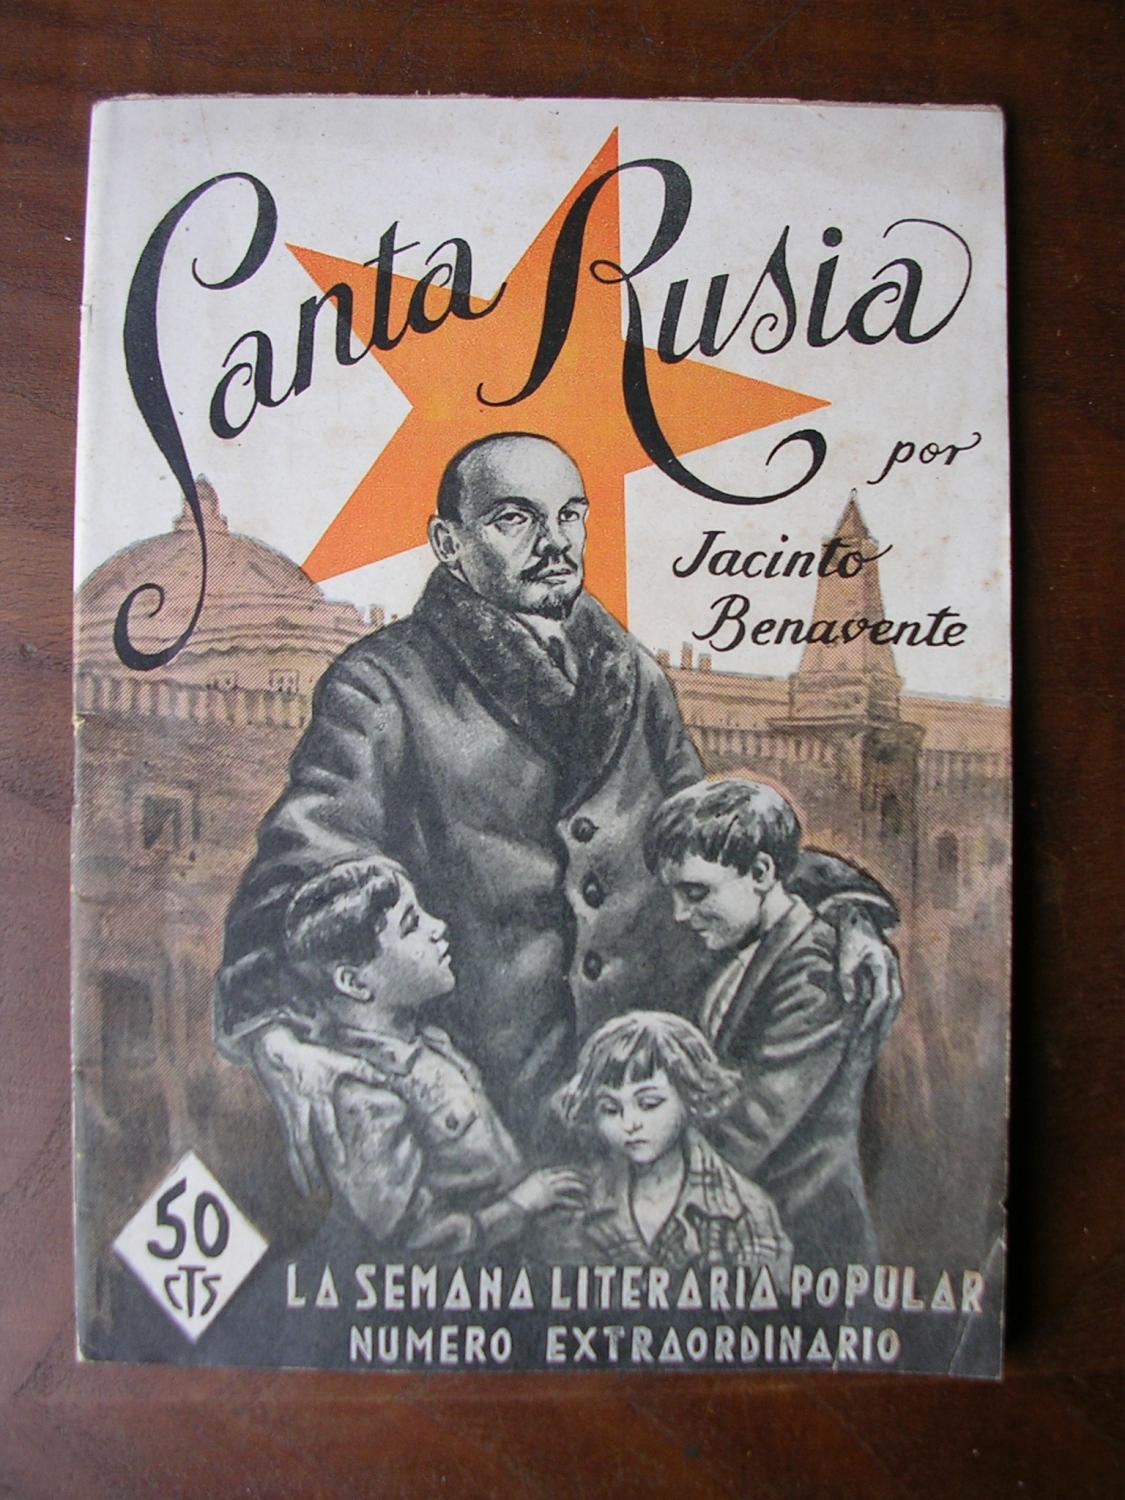 Santa Rusia
por
Jacinto
Benavente
50
CTS
LA SEMANA LITERARIA POPULAR
NUMERO EXTRAORDINARIO